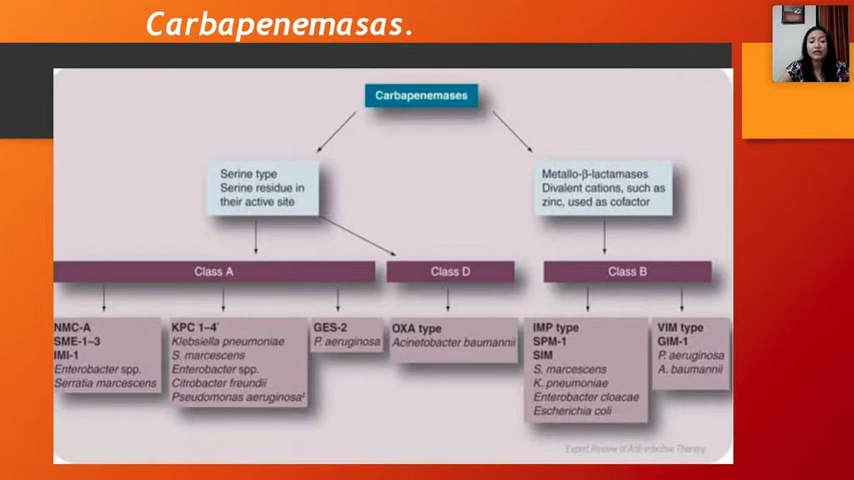 Carbapenemasas.
Carbapenemases
Serine type
Serine residue in
their active site
Metallo-β-lactamases
Divalent cations, such as
zinc, used as cofactor
Class A
Class D
Class B
NMC-A
SME-1–3
IMI-1
Enterobacter spp.
Serratia marcescens
KPC 1–4*
Klebsiella pneumoniae
S. marcescens
Enterobacter spp.
Citrobacter freundii
Pseudomonas aeruginosa‡
GES-2
P. aeruginosa
OXA type
Acinetobacter baumannii
IMP type
SPM-1
SIM
S. marcescens
K. pneumoniae
Enterobacter cloacae
Escherichia coli
VIM type
GIM-1
P. aeruginosa
A. baumannii
Expert Review of Anti-infective Therapy